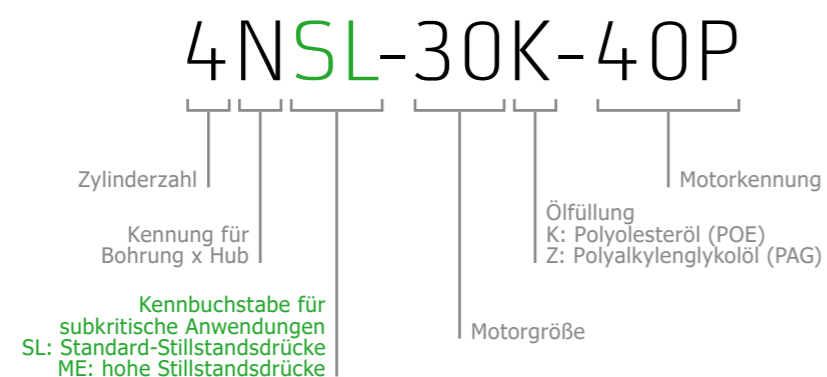 4NSL-30K-40P
Zylinderzahl
Motorkennung
Kennung für
Bohrung x Hub
Ölfüllung
K: Polyolesteröl (POE)
Z: Polyalkylenglykolöl (PAG)
Kennbuchstabe für
subkritische Anwendungen
SL: Standard-Stillstandsdrücke
ME: hohe Stillstandsdrücke
Motorgröße